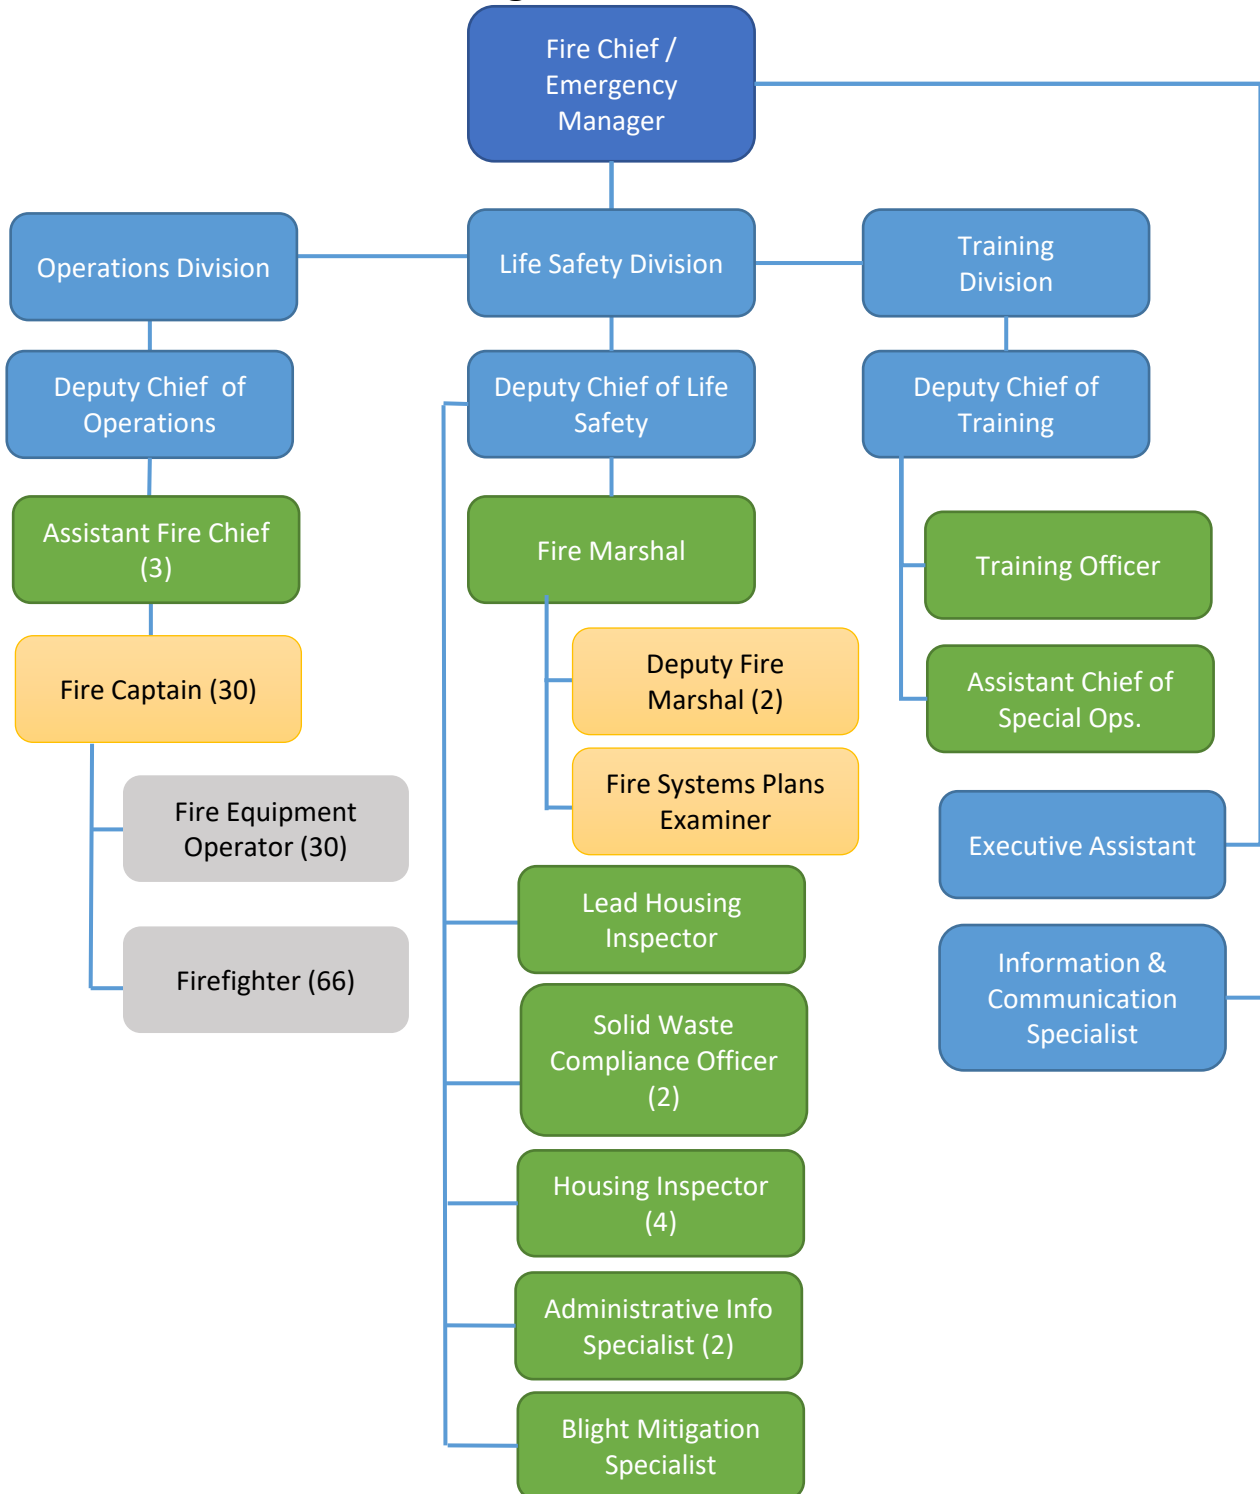 Fire Chief /
Emergency
Manager
Operations Division
Life Safety Division
Training
Division
Deputy Chief of
Operations
Deputy Chief of Life
Safety
Deputy Chief of
Training
Assistant Fire Chief
(3)
Fire Marshal
Training Officer
Fire Captain (30)
Deputy Fire
Marshal (2)
Assistant Chief of
Special Ops.
Fire Equipment
Operator (30)
Fire Systems Plans
Examiner
Executive Assistant
Lead Housing
Inspector
Firefighter (66)
Information &
Communication
Specialist
Solid Waste
Compliance Officer
(2)
Housing Inspector
(4)
Administrative Info
Specialist (2)
Blight Mitigation
Specialist